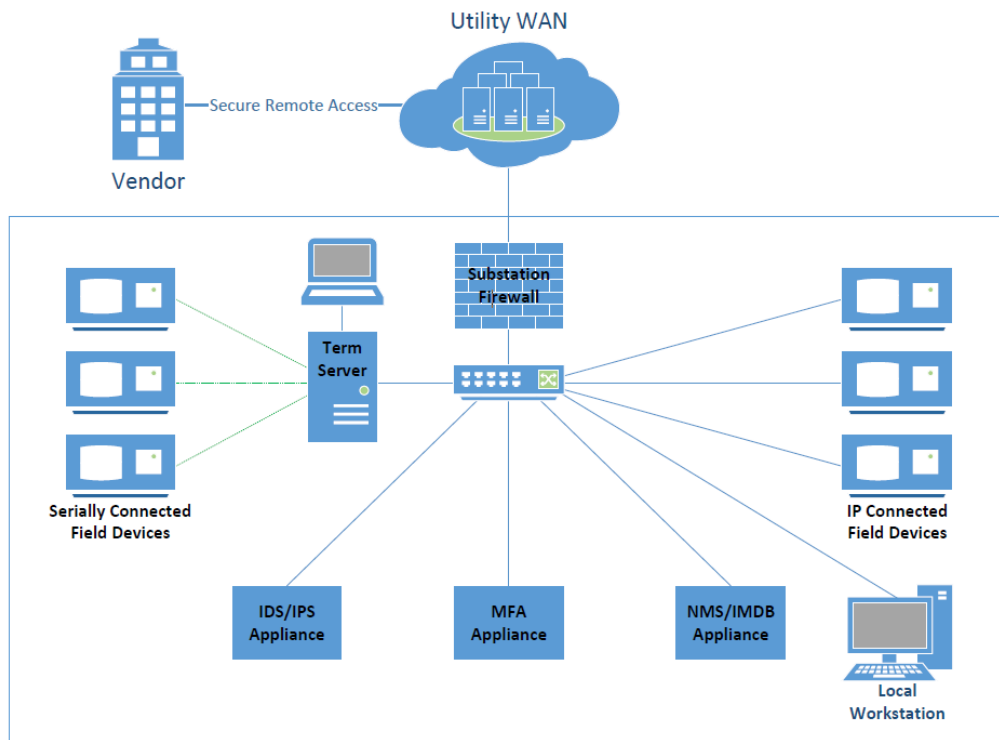 Utility WAN
Secure Remote Access
Vendor
Substation
Firewall
Term
Server
Serially Connected
Field Devices
IP Connected
Field Devices
IDS/IPS
Appliance
MFA
Appliance
NMS/IMDB
Appliance
Local
Workstation